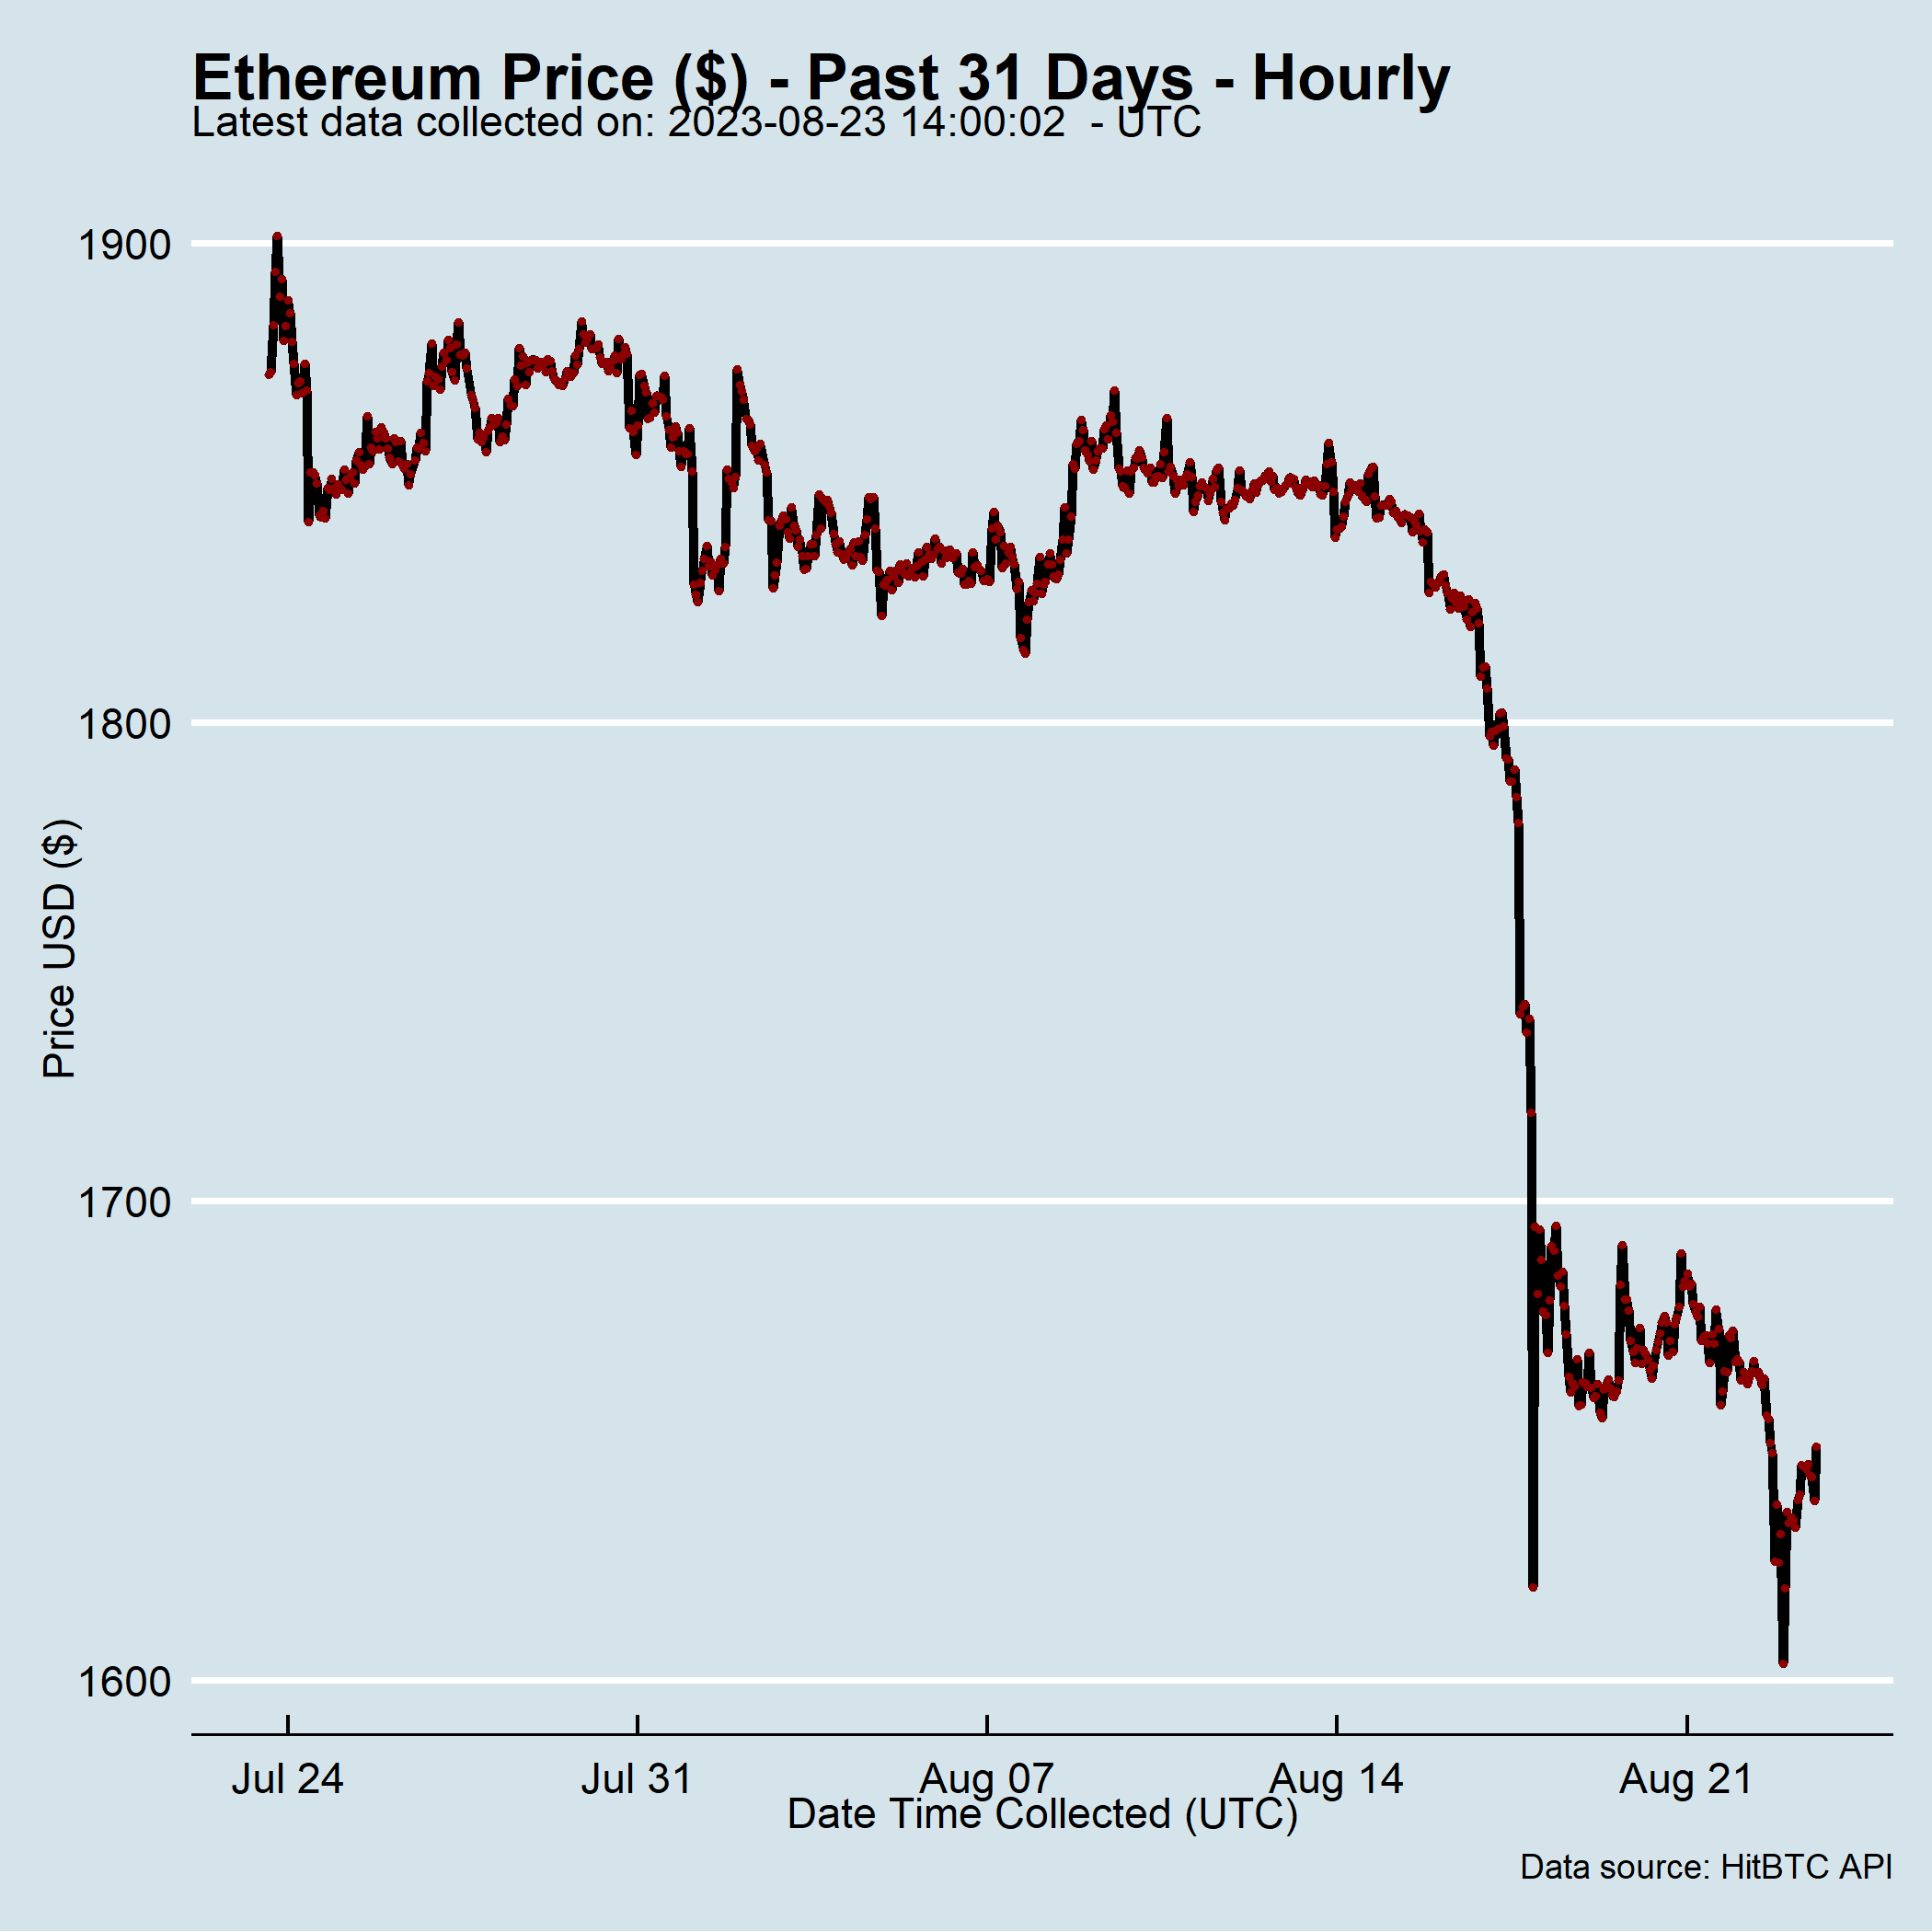 Ethereum Price ($) - Past 31 Days - Hourly
Latest data collected on: 2023-08-23 14:00:02  - UTC
1900
1800
1700
1600
Price USD ($)
Jul 24
Jul 31
Aug 07
Aug 14
Aug 21
Date Time Collected (UTC)
Data source: HitBTC API